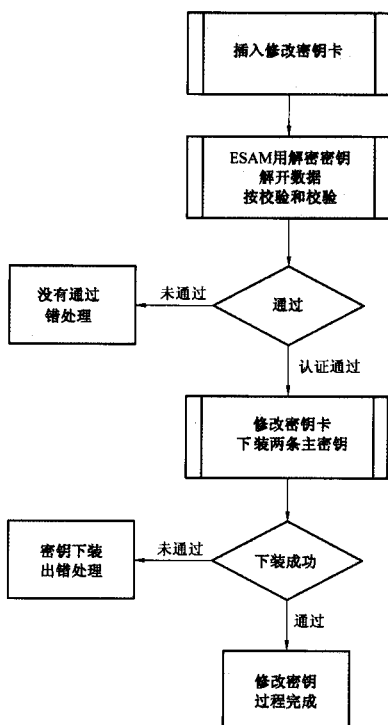 插入修改密钥卡
ESAM用解密密钥
解开数据
按校验和校验
没有通过
错处理
未通过
通过
认证通过
修改密钥卡
下装两条主密钥
密钥下装
出错处理
未通过
下装成功
通过
修改密钥
过程完成